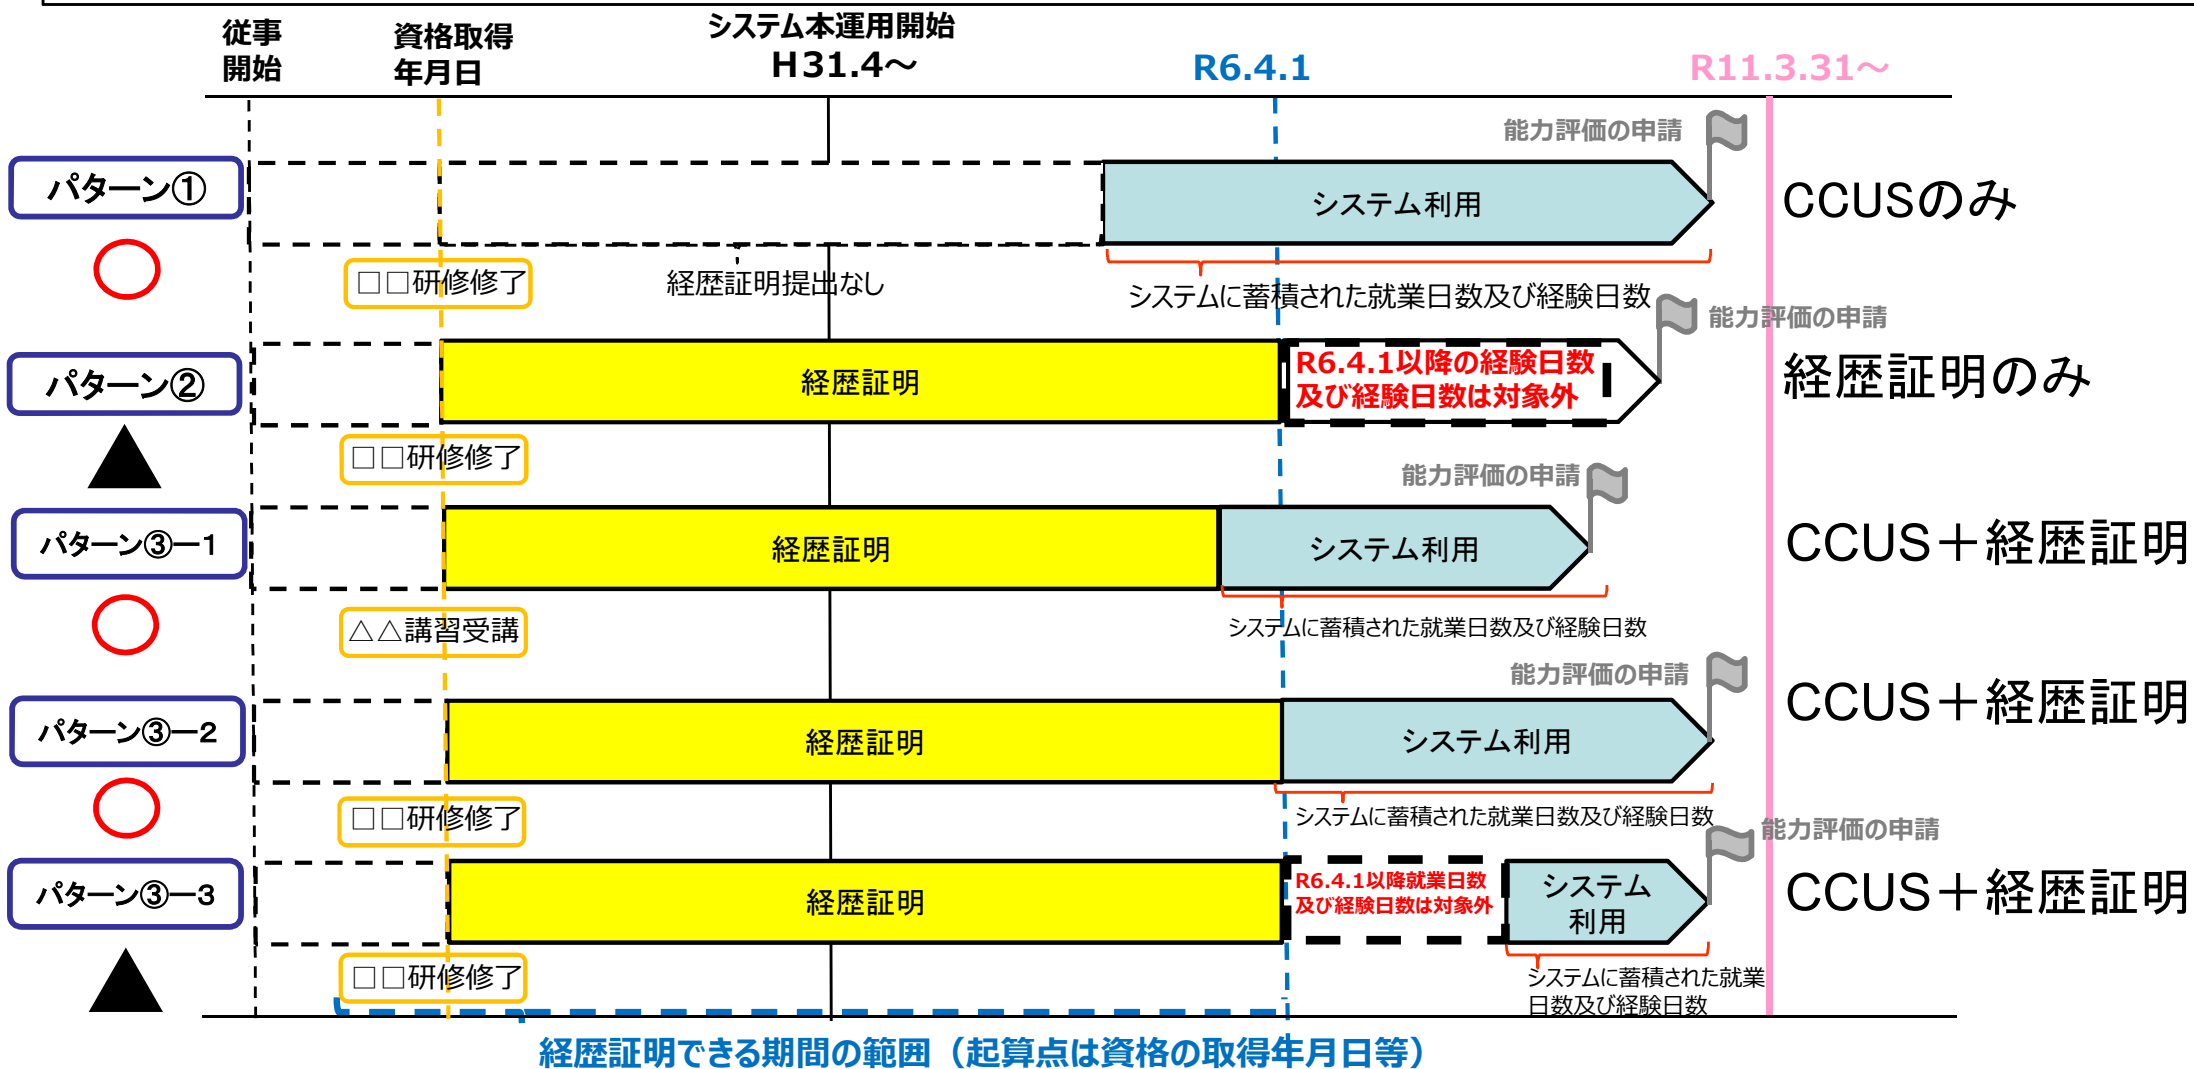 従事
開始
資格取得
年月日
システム本運用開始
H31.4～
R6.4.1
R11.3.31～
能力評価の申請
パターン①
システム利用
CCUSのみ
□□研修修了
経歴証明提出なし
システムに蓄積された就業日数及び経験日数
能力評価の申請
パターン②
経歴証明
R6.4.1以降の経験日数
及び経験日数は対象外
経歴証明のみ
□□研修修了
能力評価の申請
パターン③ー1
経歴証明
システム利用
CCUS＋経歴証明
△△講習受講
システムに蓄積された就業日数及び経験日数
能力評価の申請
パターン③ー2
経歴証明
システム利用
CCUS＋経歴証明
□□研修修了
システムに蓄積された就業日数及び経験日数
能力評価の申請
パターン③ー3
経歴証明
R6.4.1以降就業日数
及び経験日数は対象外
システム
利用
CCUS＋経歴証明
□□研修修了
システムに蓄積された就業
日数及び経験日数
経歴証明できる期間の範囲（起算点は資格の取得年月日等）